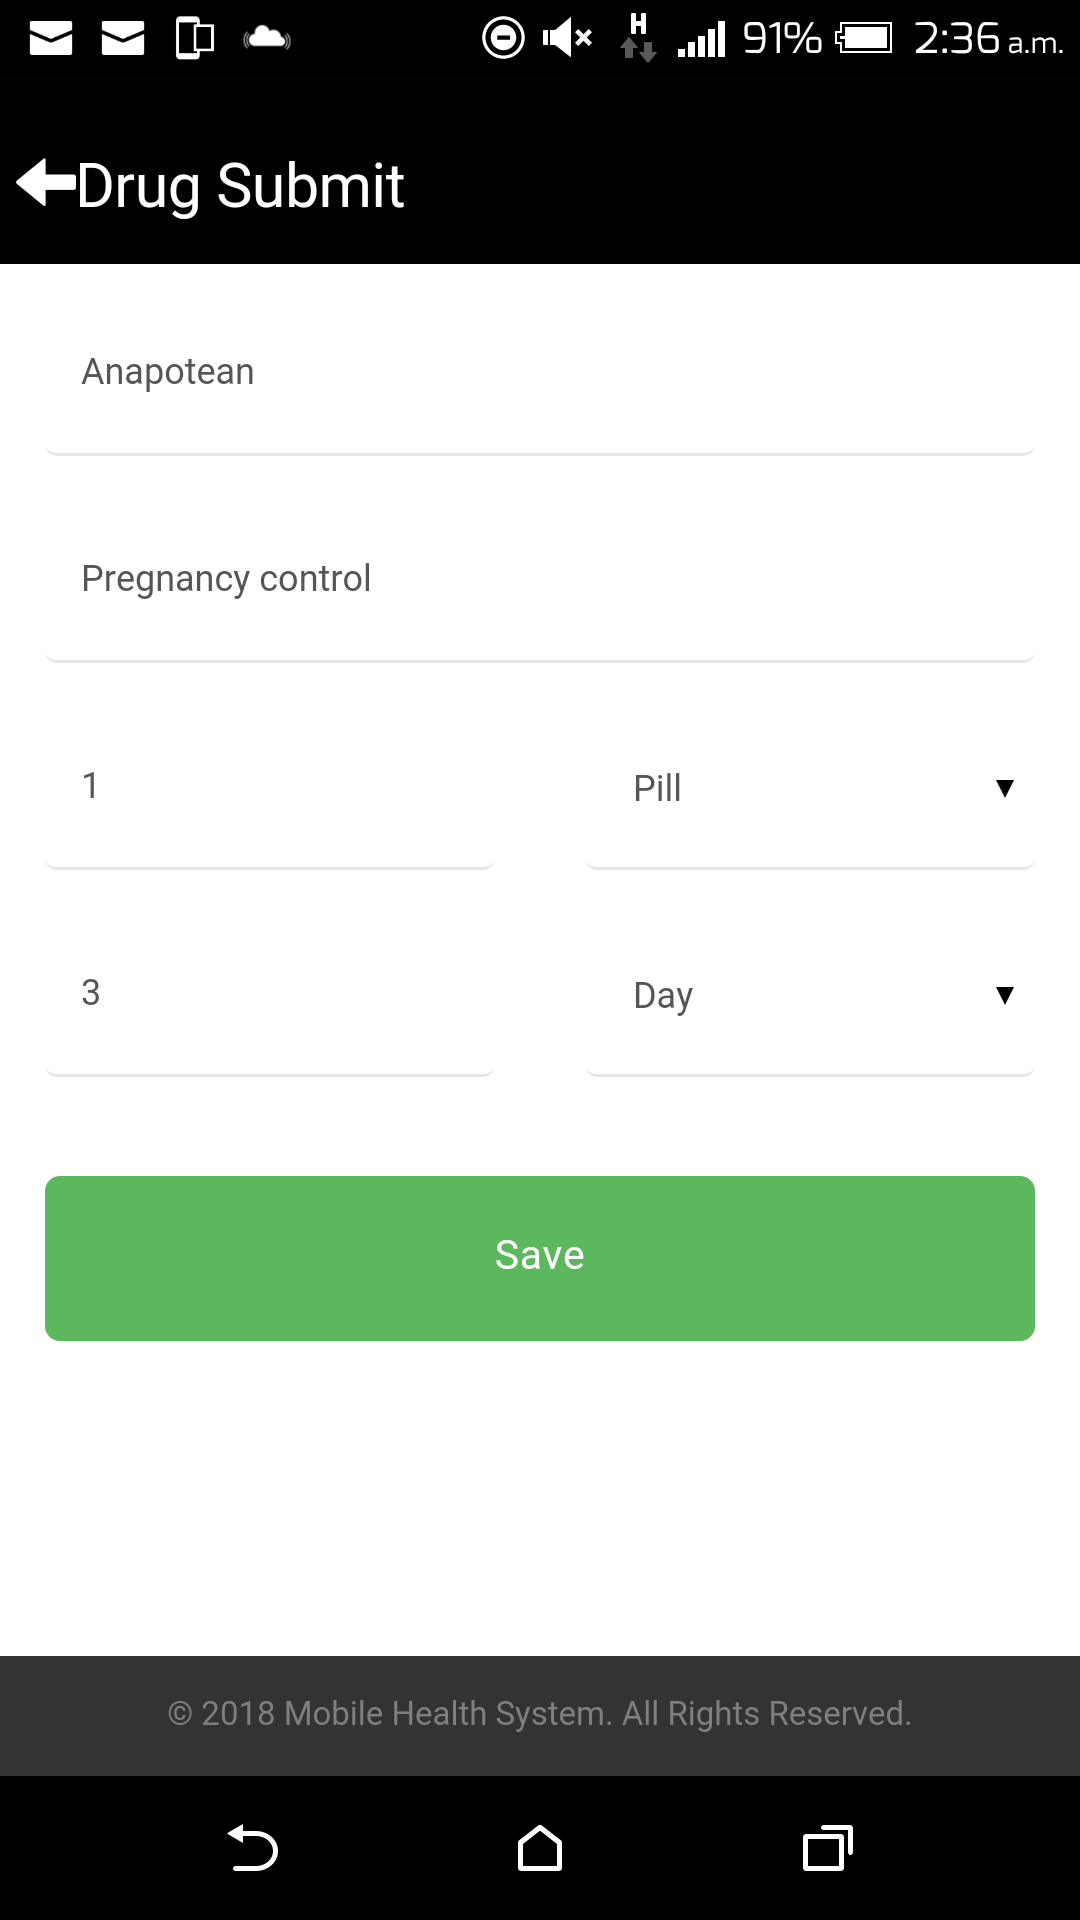 H 91% 2:36 a.m.
Drug Submit
Anapotean
Pregnancy control
1 Pill
3 Day
Save
© 2018 Mobile Health System. All Rights Reserved.